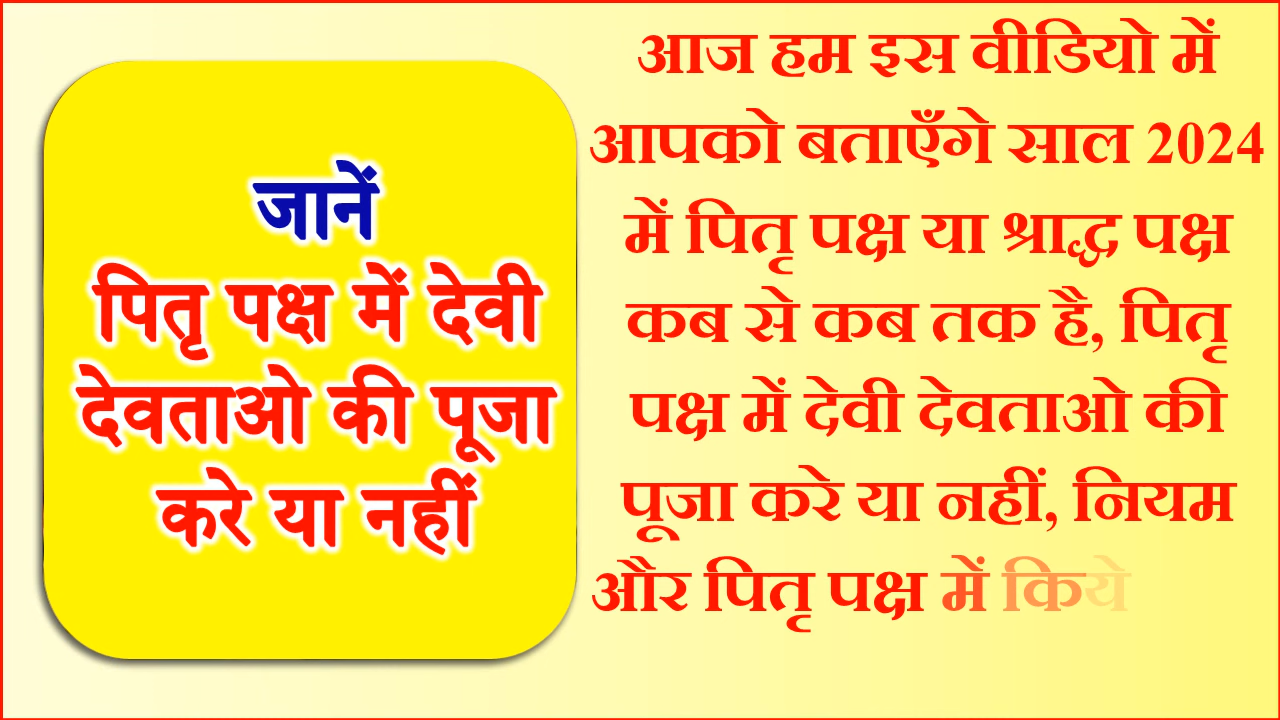 जानें
पितृ पक्ष में देवी
देवताओ की पूजा
करे या नहीं
आज हम इस वीडियो में
आपको बताएँगे साल 2024
में पितृ पक्ष या श्राद्ध पक्ष
कब से कब तक है, पितृ
पक्ष में देवी देवताओ की
पूजा करे या नहीं, नियम
और पितृ पक्ष में किये